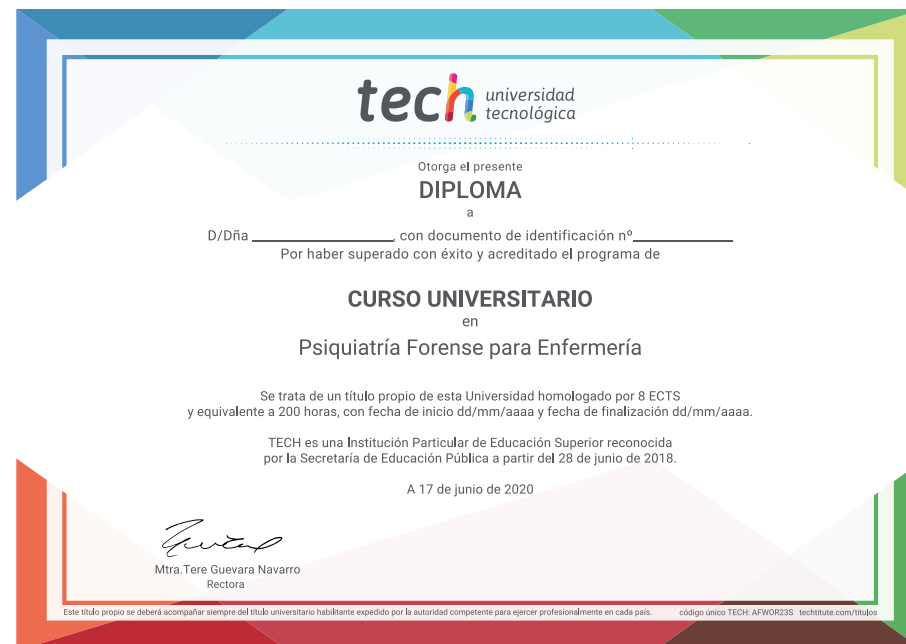 tech universidad
tecnológica
Otorga el presente
DIPLOMA
a
D/Dña ____________, con documento de identificación nº____________
Por haber superado con éxito y acreditado el programa de
CURSO UNIVERSITARIO
en
Psiquiatría Forense para Enfermería
Se trata de un título propio de esta Universidad homologado por 8 ECTS
y equivalente a 200 horas, con fecha de inicio dd/mm/aaaa y fecha de finalización dd/mm/aaaa.
TECH es una Institución Particular de Educación Superior reconocida
por la Secretaría de Educación Pública a partir del 28 de junio de 2018.
A 17 de junio de 2020
Mtra.Tere Guevara Navarro
Rectora
Este título propio se deberá acompañar siempre del título universitario habilitante expedido por la autoridad competente para ejercer profesionalmente en cada país. código único TECH: AFWOR23S techtitute.com/titulos